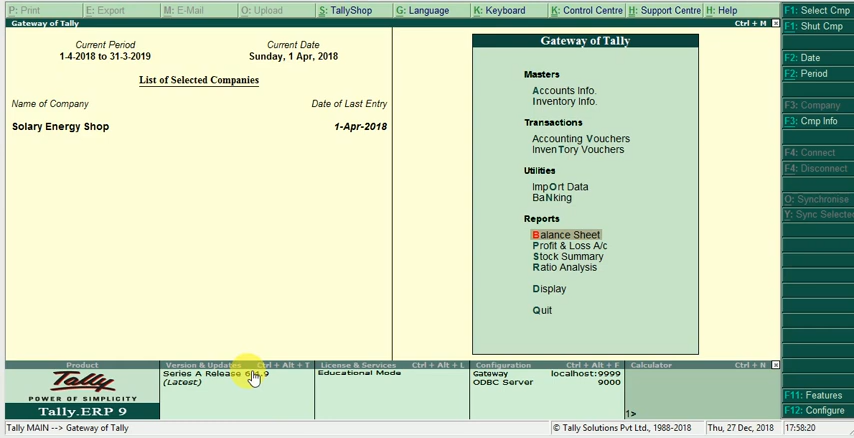 P: Print
E: Export
M: E-Mail
O: Upload
S: TallyShop
G: Language
K: Keyboard
K: Control Centre
H: Support Centre
H: Help
Gateway of Tally
Ctrl + M
Current Period
1-4-2018 to 31-3-2019
Current Date
Sunday, 1 Apr, 2018
List of Selected Companies
Name of Company
Date of Last Entry
Solary Energy Shop
1-Apr-2018
Gateway of Tally
Masters
Accounts Info.
Inventory Info.
Transactions
Accounting Vouchers
InvenTory Vouchers
Utilities
ImpOrt Data
BaNking
Reports
Balance Sheet
Profit & Loss A/c
Stock Summary
Ratio Analysis
Display
Quit
F1: Select Cmp
F1: Shut Cmp
F2: Date
F2: Period
F3: Company
F3: Cmp Info
F4: Connect
F4: Disconnect
O: Synchronise
Y: Sync Selected
F11: Features
F12: Configure
Product
Tally
POWER OF SIMPLICITY
Tally.ERP 9
Version & Updates
Ctrl + Alt + T
Series A Release
(Latest)
License & Services
Ctrl + Alt + L
Educational Mode
Configuration
Ctrl + Alt + F
Gateway
localhost:9999
ODBC Server
9000
Calculator
Ctrl + N
1>
Tally MAIN --> Gateway of Tally
© Tally Solutions Pvt Ltd., 1988-2018
Thu, 27 Dec, 2018
17:58:20